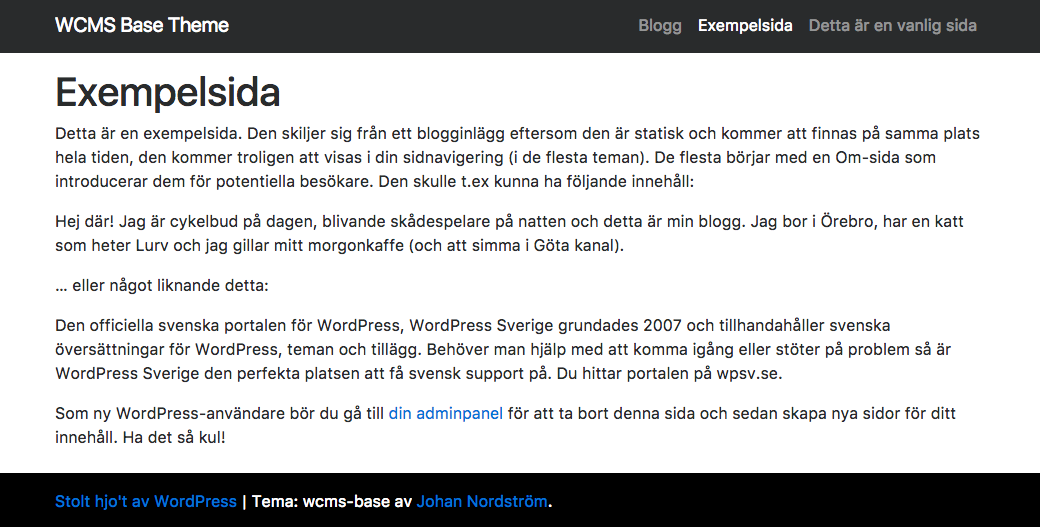 WCMS Base Theme
Blogg Exempelsida Detta är en vanlig sida
Exempelsida
Detta är en exempelsida. Den skiljer sig från ett blogginlägg eftersom den är statisk och kommer att finnas på samma plats
hela tiden, den kommer troligen att visas i din sidnavigering (i de flesta teman). De flesta börjar med en Om-sida som
introducerar dem för potentiella besökare. Den skulle t.ex kunna ha följande innehåll:
Hej där! Jag är cykelbud på dagen, blivande skådespelare på natten och detta är min blogg. Jag bor i Örebro, har en katt
som heter Lurv och jag gillar mitt morgonkaffe (och att simma i Göta kanal).
… eller något liknande detta:
Den officiella svenska portalen för WordPress, WordPress Sverige grundades 2007 och tillhandahåller svenska
översättningar för WordPress, teman och tillägg. Behöver man hjälp med att komma igång eller stöter på problem så är
WordPress Sverige den perfekta platsen att få svensk support på. Du hittar portalen på wpsv.se.
Som ny WordPress-användare bör du gå till din adminpanel för att ta bort denna sida och sedan skapa nya sidor för ditt
innehåll. Ha det så kul!
Stolt hjo't av WordPress | Tema: wcms-base av Johan Nordström.